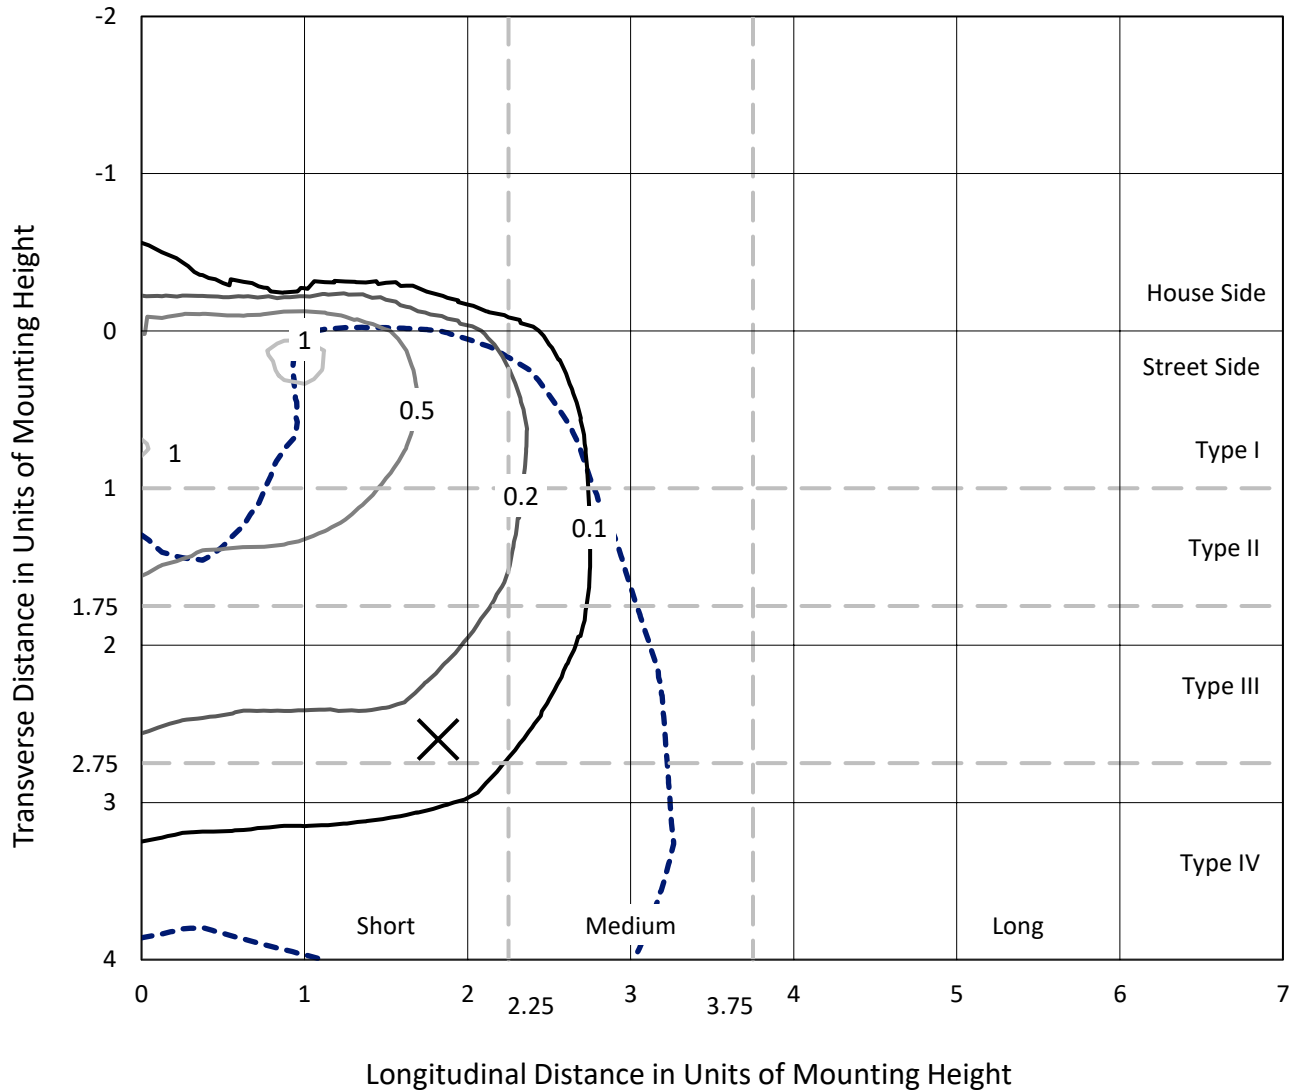 -2
-1
House Side
0
1
Street Side
0.5
1
Type I
1
0.2
0.1
Type II
1.75
2
Type III
2.75
3
Type IV
Short
Medium
Long
4
0
1
2
2.25
3
3.75
4
5
6
7
Transverse Distance in Units of Mounting Height
Longitudinal Distance in Units of Mounting Height